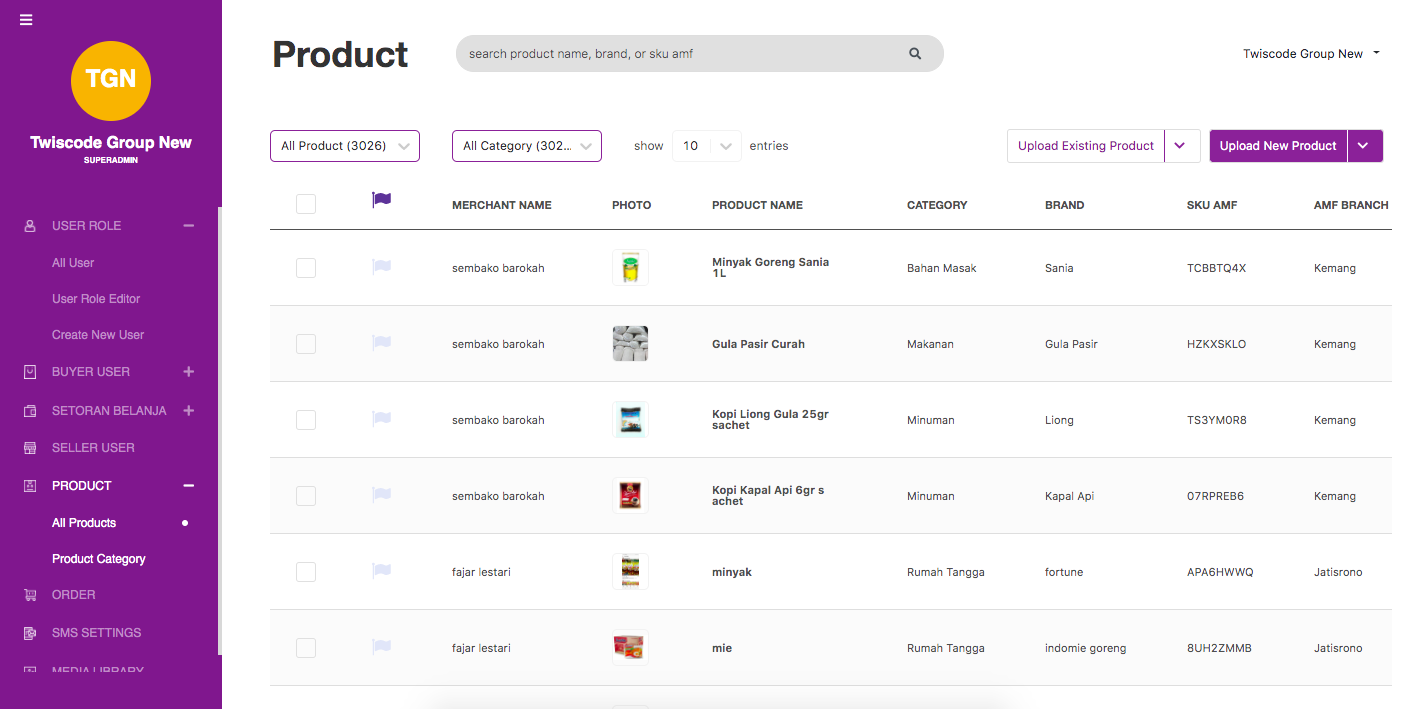 Product
search product name, brand, or sku amf
Twiscode Group New
TGN
Twiscode Group New
SUPERADMIN
USER ROLE
All User
User Role Editor
Create New User
BUYER USER
SETORAN BELANJA
SELLER USER
PRODUCT
All Products
Product Category
ORDER
SMS SETTINGS
MEDIA LIBRARY
All Product (3026)
All Category (302...
show 10 entries
Upload Existing Product
Upload New Product
MERCHANT NAME PHOTO PRODUCT NAME CATEGORY BRAND SKU AMF AMF BRANCH
sembako barokah Minyak Goreng Sania Bahan Masak Sania TCBBTQ4X Kemang
1L
sembako barokah Gula Pasir Curah Makanan Gula Pasir HZKXSKLO Kemang
sembako barokah Kopi Liong Gula 25gr Minuman Liong TS3YM0R8 Kemang
sachet
sembako barokah Kopi Kapal Api 6gr s Minuman Kapal Api 07RPREB6 Kemang
achet
fajar lestari minyak Rumah Tangga fortune APA6HWWQ Jatisrono
fajar lestari mie Rumah Tangga indomie goreng 8UH2ZMMB Jatisrono